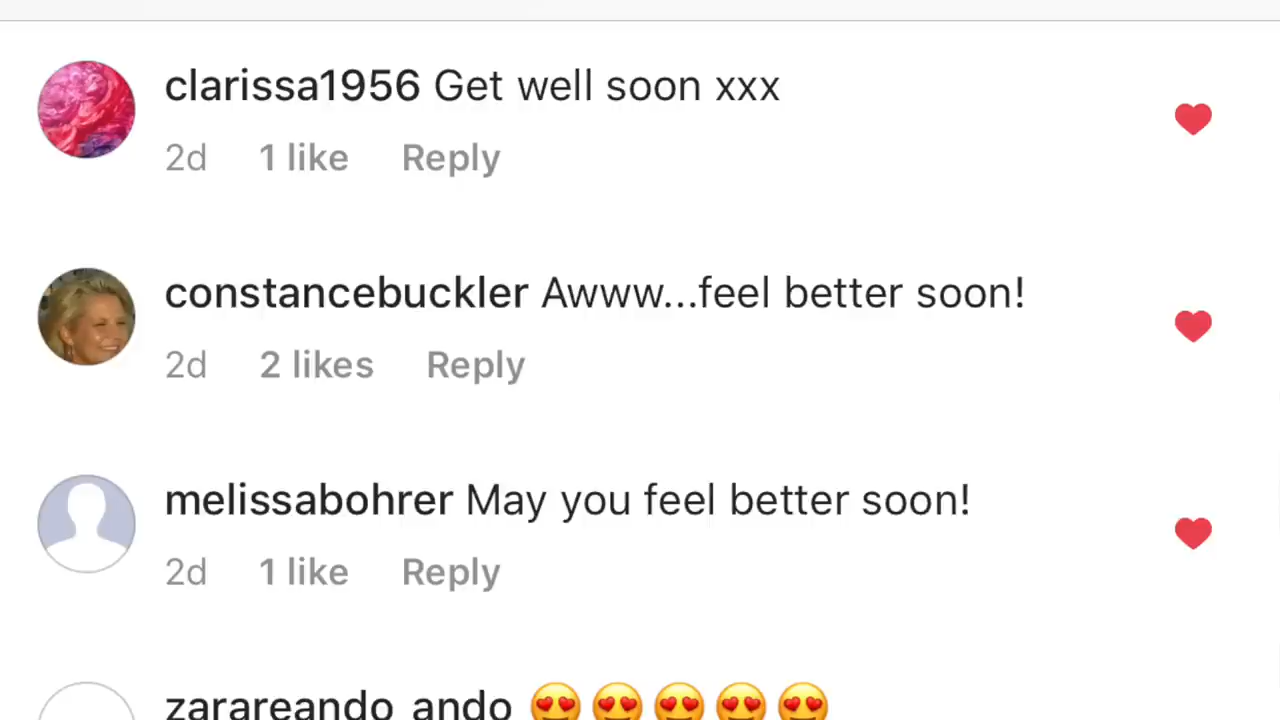 clarissa1956 Get well soon xxx
2d 1 like Reply
constancebuckler Awww...feel better soon!
2d 2 likes Reply
melissabohrer May you feel better soon!
2d 1 like Reply
zarareando_ando 😍😍😍😍😍